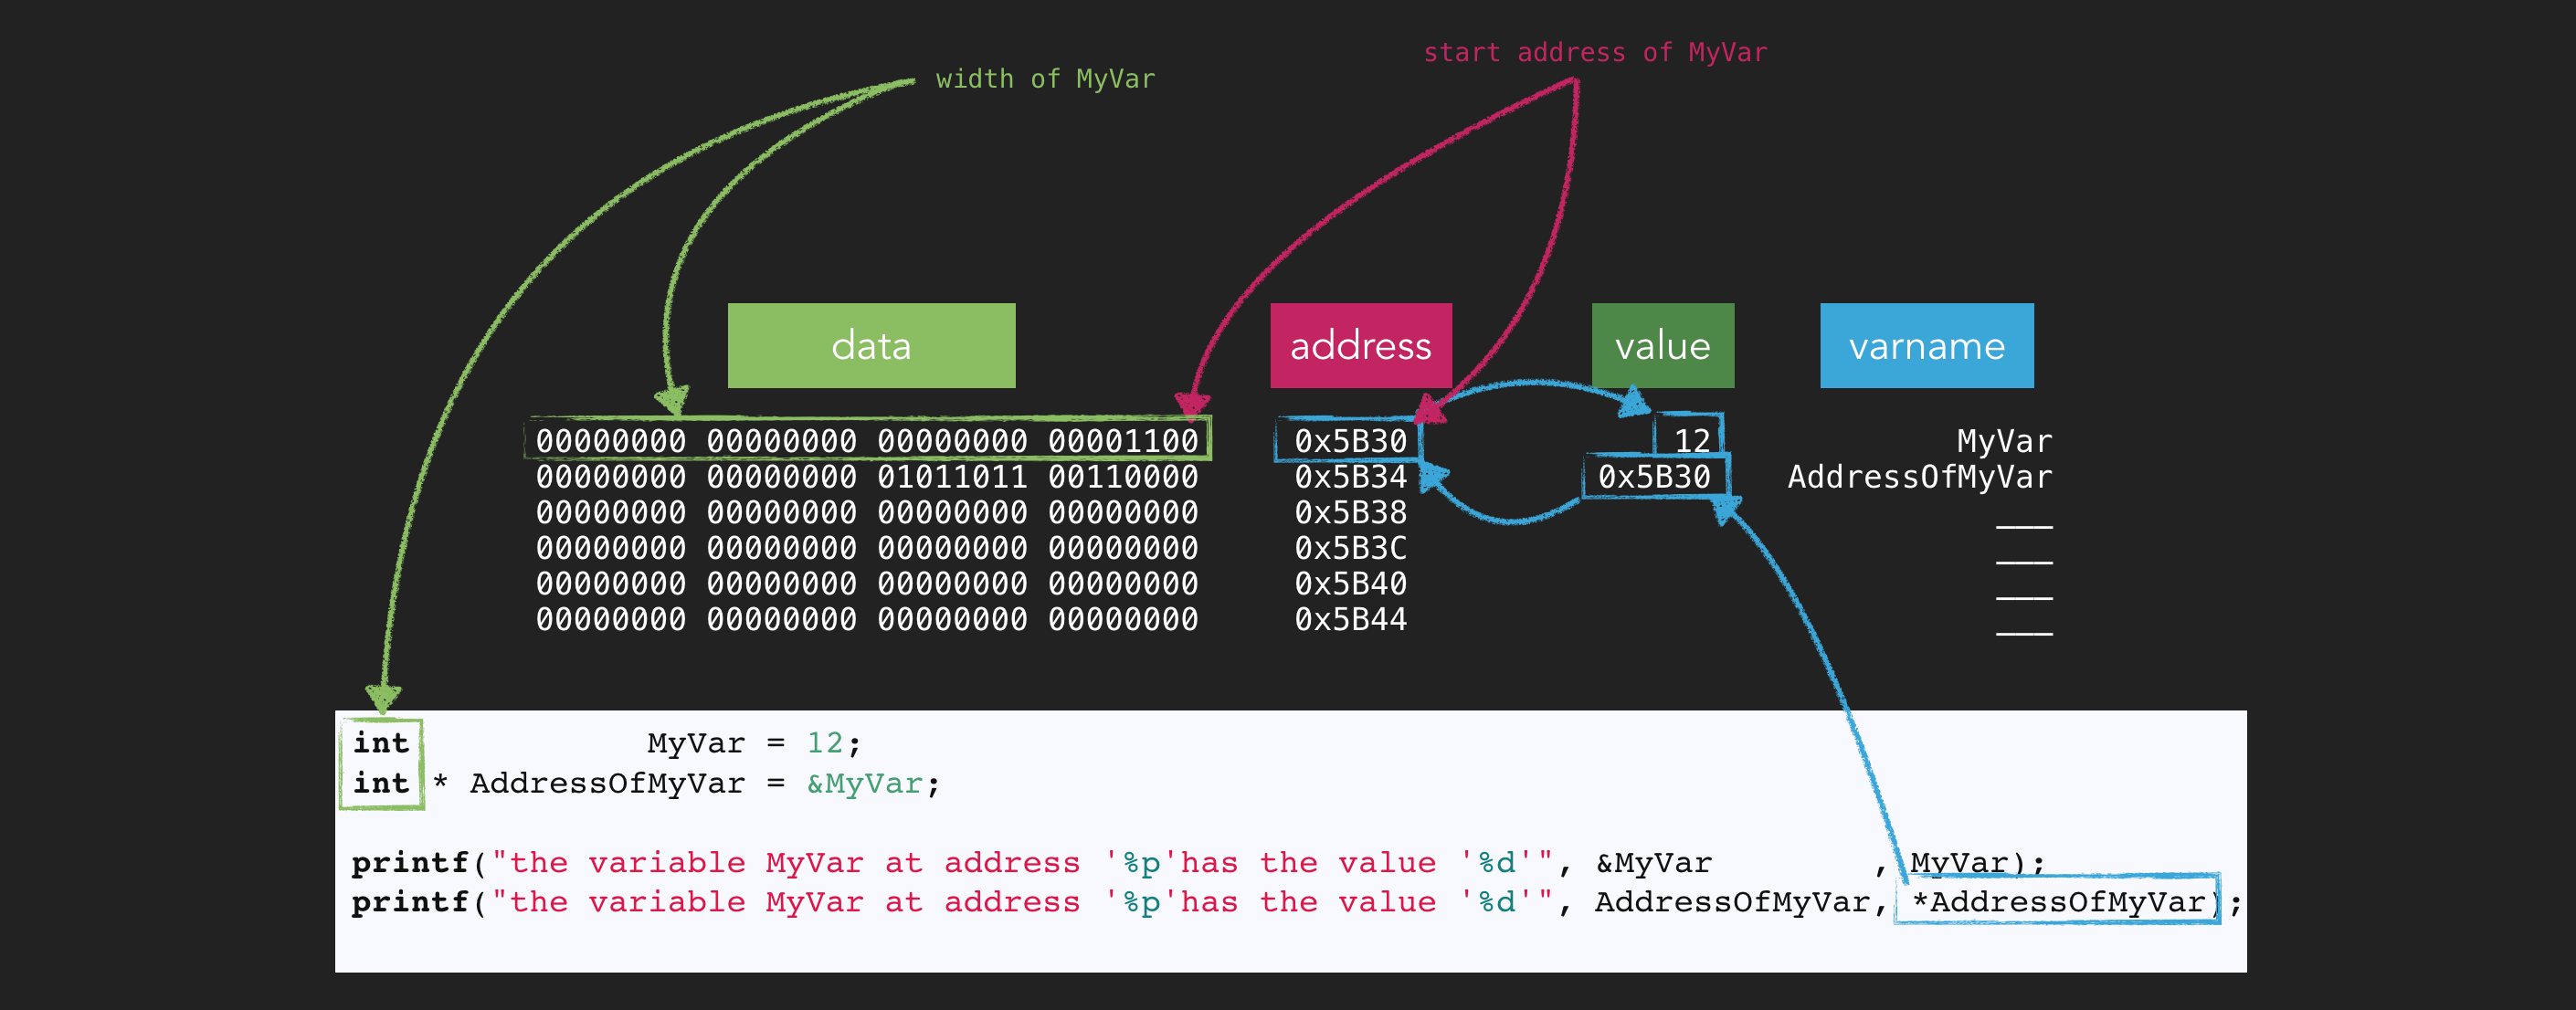 start address of MyVar
width of MyVar
data address value varname
00000000 00000000 00000000 00001100 0x5B30 12 MyVar
00000000 00000000 01011011 00110000 0x5B34 0x5B30 AddressOfMyVar
00000000 00000000 00000000 00000000 0x5B38 ___
00000000 00000000 00000000 00000000 0x5B3C ___
00000000 00000000 00000000 00000000 0x5B40 ___
00000000 00000000 00000000 00000000 0x5B44 ___
int MyVar = 12;
int * AddressOfMyVar = &MyVar;
printf("the variable MyVar at address '%p'has the value '%d'", &MyVar , MyVar);
printf("the variable MyVar at address '%p'has the value '%d'", AddressOfMyVar, *AddressOfMyVar);